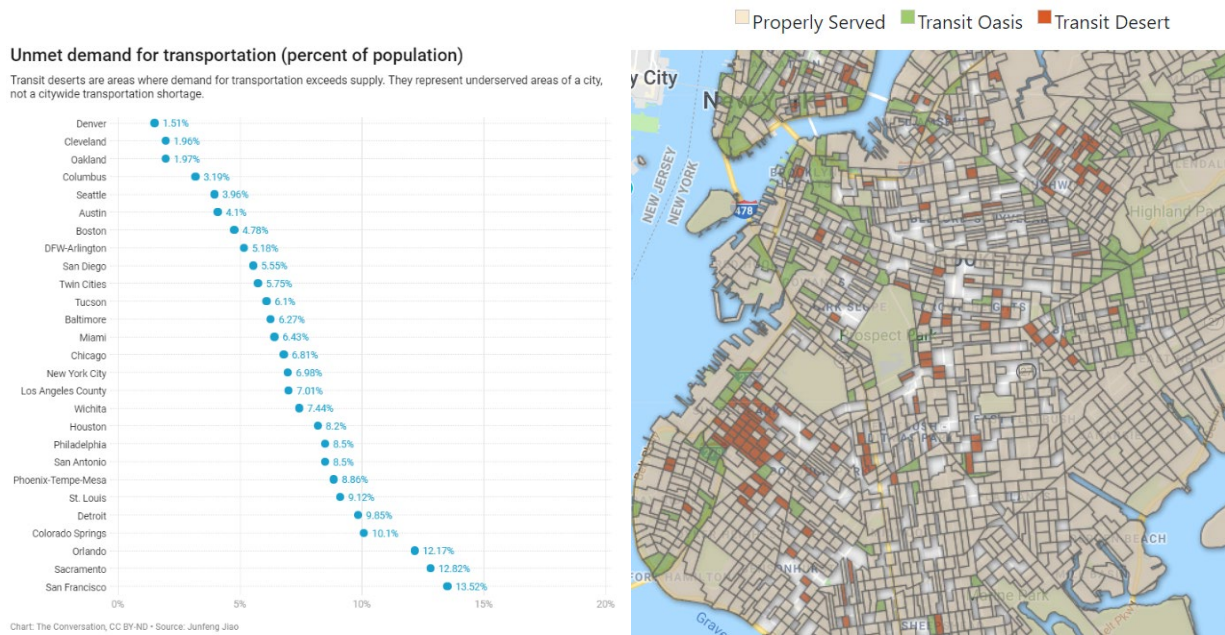 Unmet demand for transportation (percent of population)
Transit deserts are areas where demand for transportation exceeds supply. They represent underserved areas of a city,
not a citywide transportation shortage.
Denver 1.51%
Cleveland 1.96%
Oakland 1.97%
Columbus 3.19%
Seattle 3.96%
Austin 4.1%
Boston 4.78%
DFW-Arlington 5.18%
San Diego 5.55%
Twin Cities 5.75%
Tucson 6.1%
Baltimore 6.27%
Miami 6.43%
Chicago 6.81%
New York City 6.98%
Los Angeles County 7.01%
Wichita 7.44%
Houston 8.2%
Philadelphia 8.5%
San Antonio 8.5%
Phoenix-Tempe-Mesa 8.86%
St. Louis 9.12%
Detroit 9.85%
Colorado Springs 10.1%
Orlando 12.17%
Sacramento 12.82%
San Francisco 13.52%
0% 5% 10% 15% 20%
Chart: The Conversation, CC BY-ND • Source: Junfeng Jiao
Properly Served Transit Oasis Transit Desert
y City
NEW JERSEY
NEW YORK
478
Highland Park
Prospect Park
BEACH
Marine Park